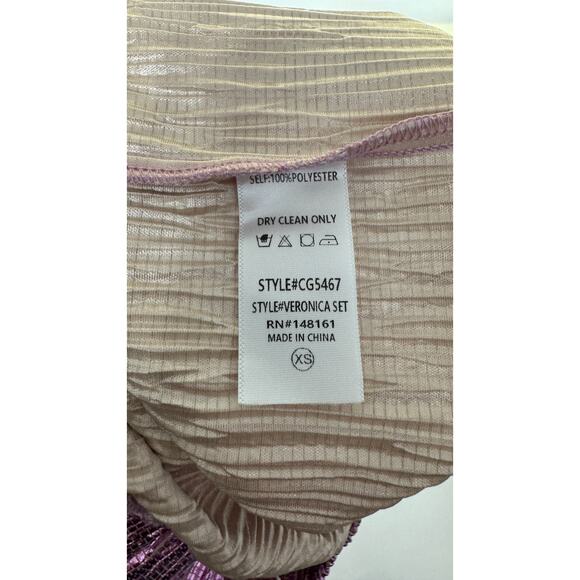 SELF:100%POLYESTER
DRY CLEAN ONLY
STYLE#CG5467
STYLE#VERONICA SET
RN#148161
MADE IN CHINA
XS